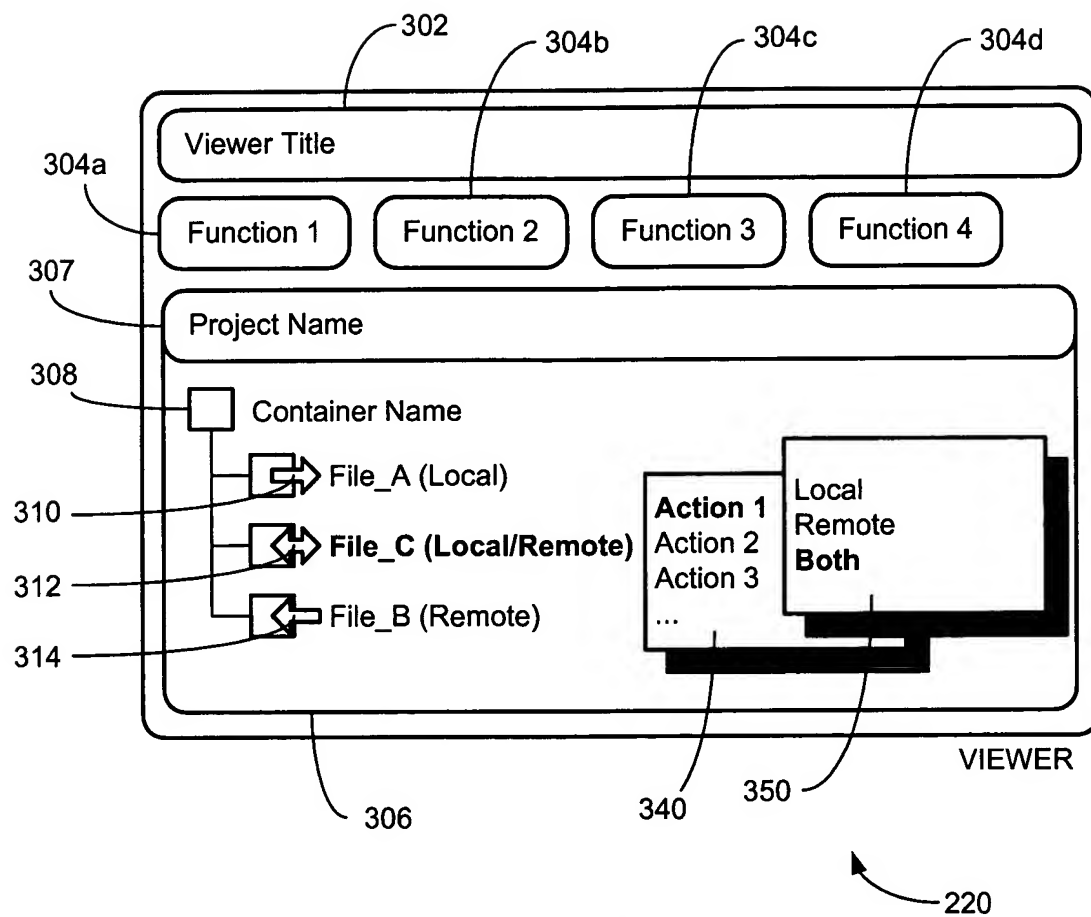 302
304b
304c
304d
Viewer Title
304a
Function 1
Function 2
Function 3
Function 4
307
Project Name
308
Container Name
310
File_A (Local)
312
File_C (Local/Remote)
314
File_B (Remote)
Action 1
Action 2
Action 3
...
Local
Remote
Both
VIEWER
306
340
350
220